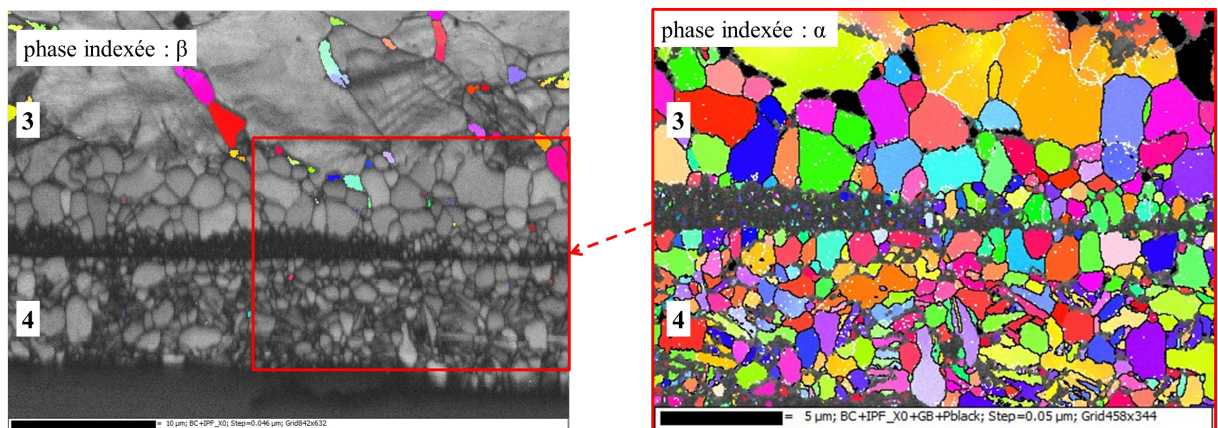 phase indexée : β
3
4
= 10 µm; BC+IPF_X0; Step=0.046 µm; Grid842x632
phase indexée : α
3
4
= 5 µm; BC+IPF_X0+GB+Pblack; Step=0.05 µm; Grid458x344